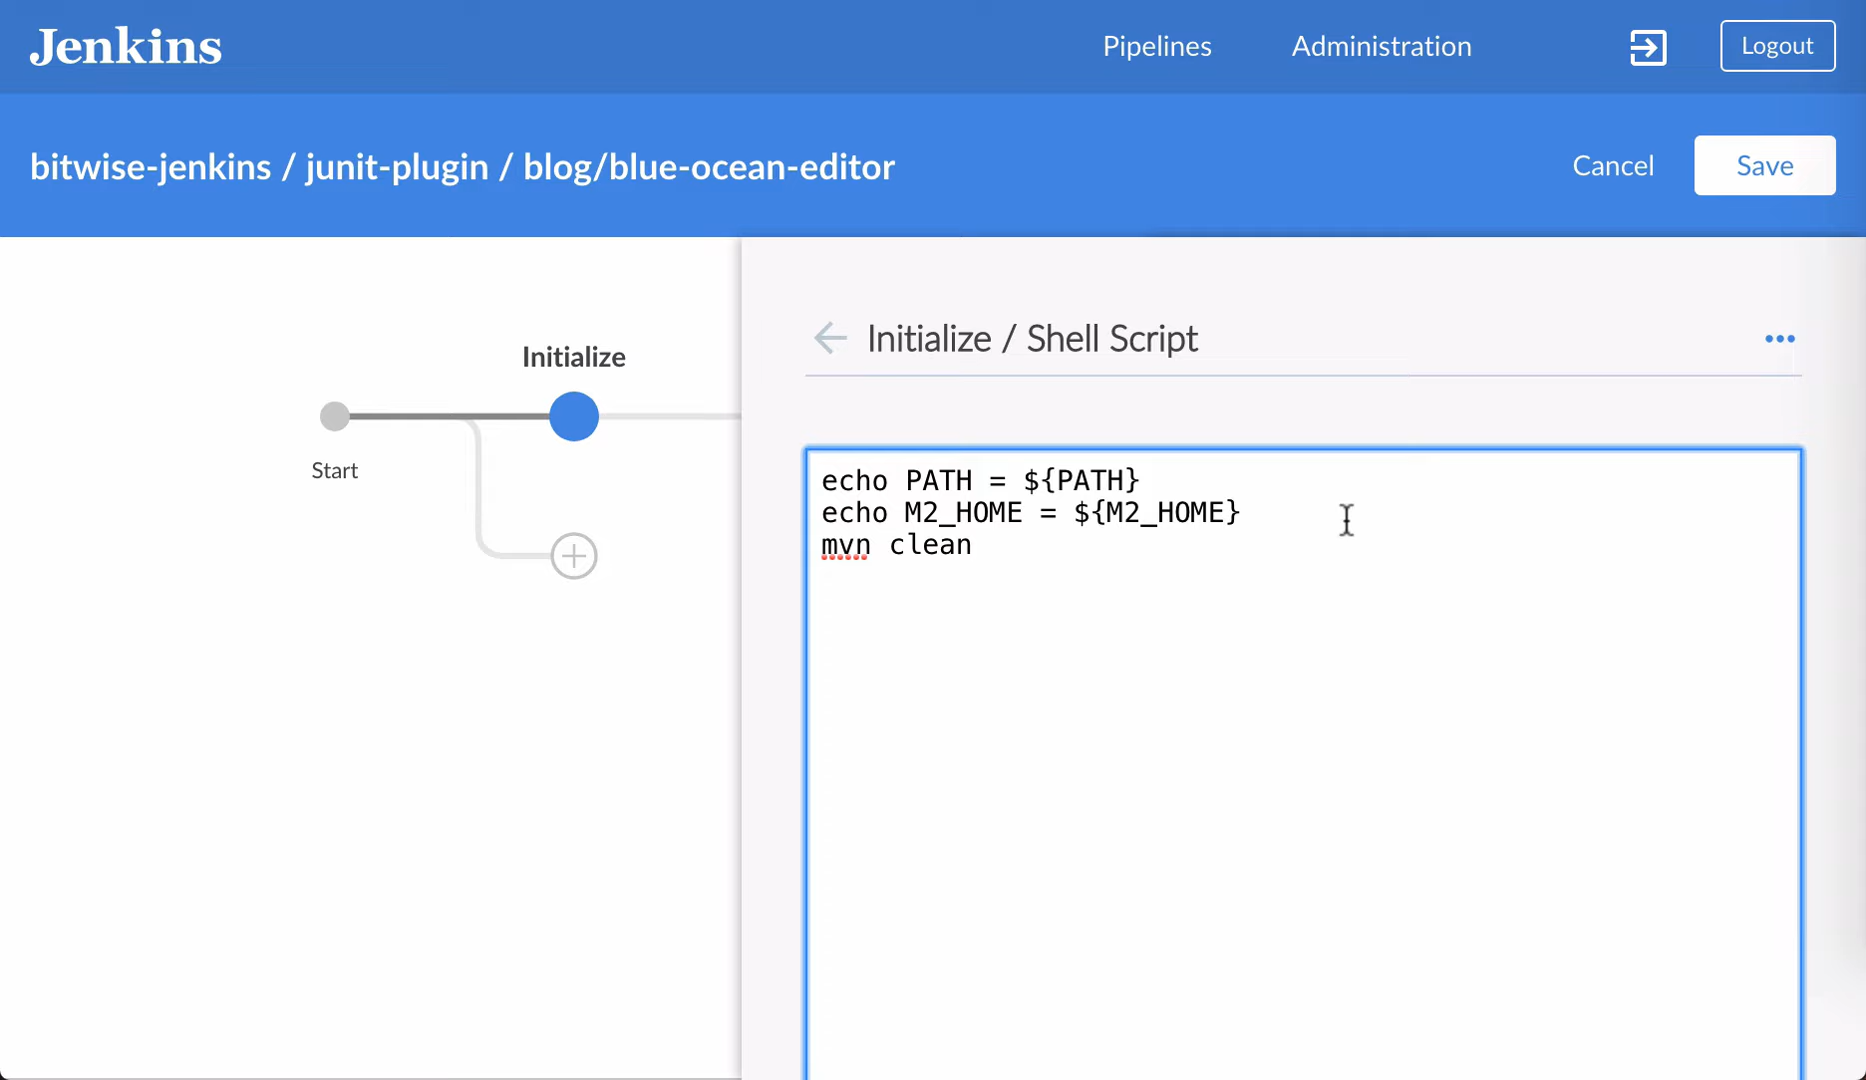 Jenkins
Pipelines
Administration
Logout
bitwise-jenkins / junit-plugin / blog/blue-ocean-editor
Cancel
Save
Initialize
Start
Initialize / Shell Script
echo PATH = ${PATH}
echo M2_HOME = ${M2_HOME}
mvn clean